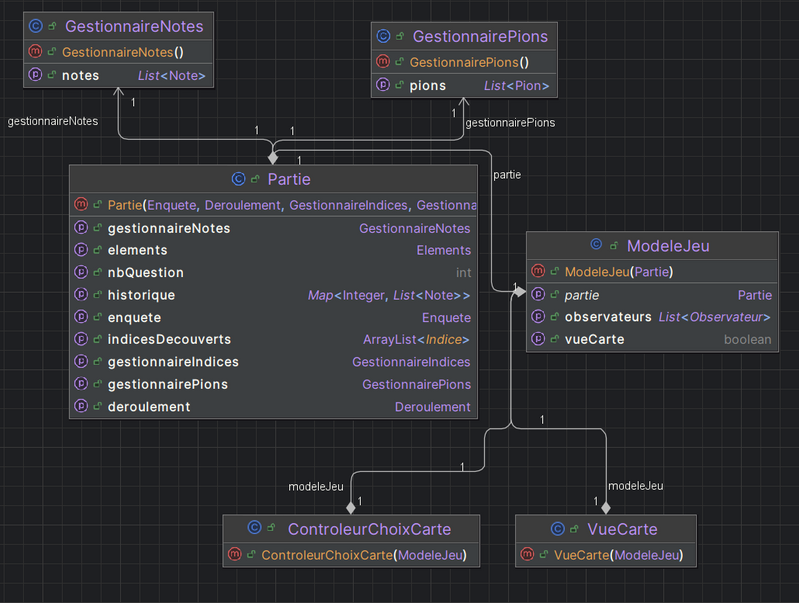 GestionnaireNotes
GestionnaireNotes()
notes List<Note>
GestionnairePions
GestionnairePions()
pions List<Pion>
1
1
gestionnaireNotes
gestionnairePions
1
1
1
partie
Partie
Partie(Enquete, Deroulement, GestionnaireIndices, Gestionna
gestionnaireNotes GestionnaireNotes
elements Elements
nbQuestion int
historique Map<Integer, List<Note>>
enquete Enquete
indicesDecouverts ArrayList<Indice>
gestionnaireIndices GestionnaireIndices
gestionnairePions GestionnairePions
deroulement Deroulement
ModeleJeu
ModeleJeu(Partie)
1
partie Partie
observateurs List<Observateur>
vueCarte boolean
1
1
modeleJeu
modeleJeu
1
1
ControleurChoixCarte
ControleurChoixCarte(ModeleJeu)
VueCarte
VueCarte(ModeleJeu)